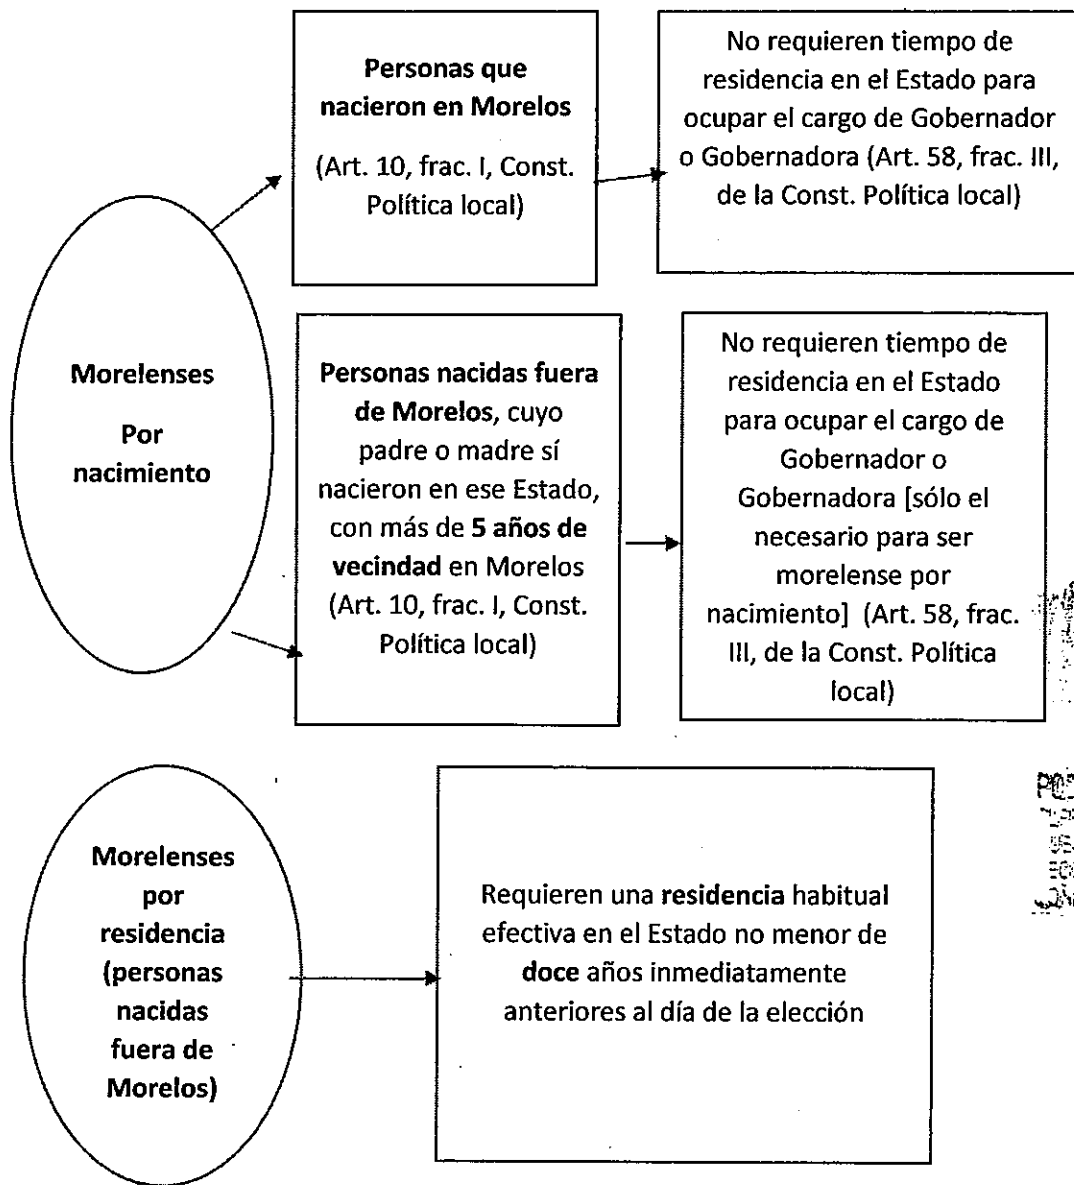 Personas que
nacieron en Morelos
(Art. 10, frac. I, Const.
Política local)
No requieren tiempo de
residencia en el Estado para
ocupar el cargo de Gobernador
o Gobernadora (Art. 58, frac. III,
de la Const. Política local)
Morelenses
Por
nacimiento
Personas nacidas fuera
de Morelos, cuyo
padre o madre sí
nacieron en ese Estado,
con más de 5 años de
vecindad en Morelos
(Art. 10, frac. I, Const.
Política local)
No requieren tiempo de
residencia en el Estado
para ocupar el cargo de
Gobernador o
Gobernadora [sólo el
necesario para ser
morelense por
nacimiento] (Art. 58, frac.
III, de la Const. Política
local)
Morelenses
por
residencia
(personas
nacidas
fuera de
Morelos)
Requieren una residencia habitual
efectiva en el Estado no menor de
doce años inmediatamente
anteriores al día de la elección